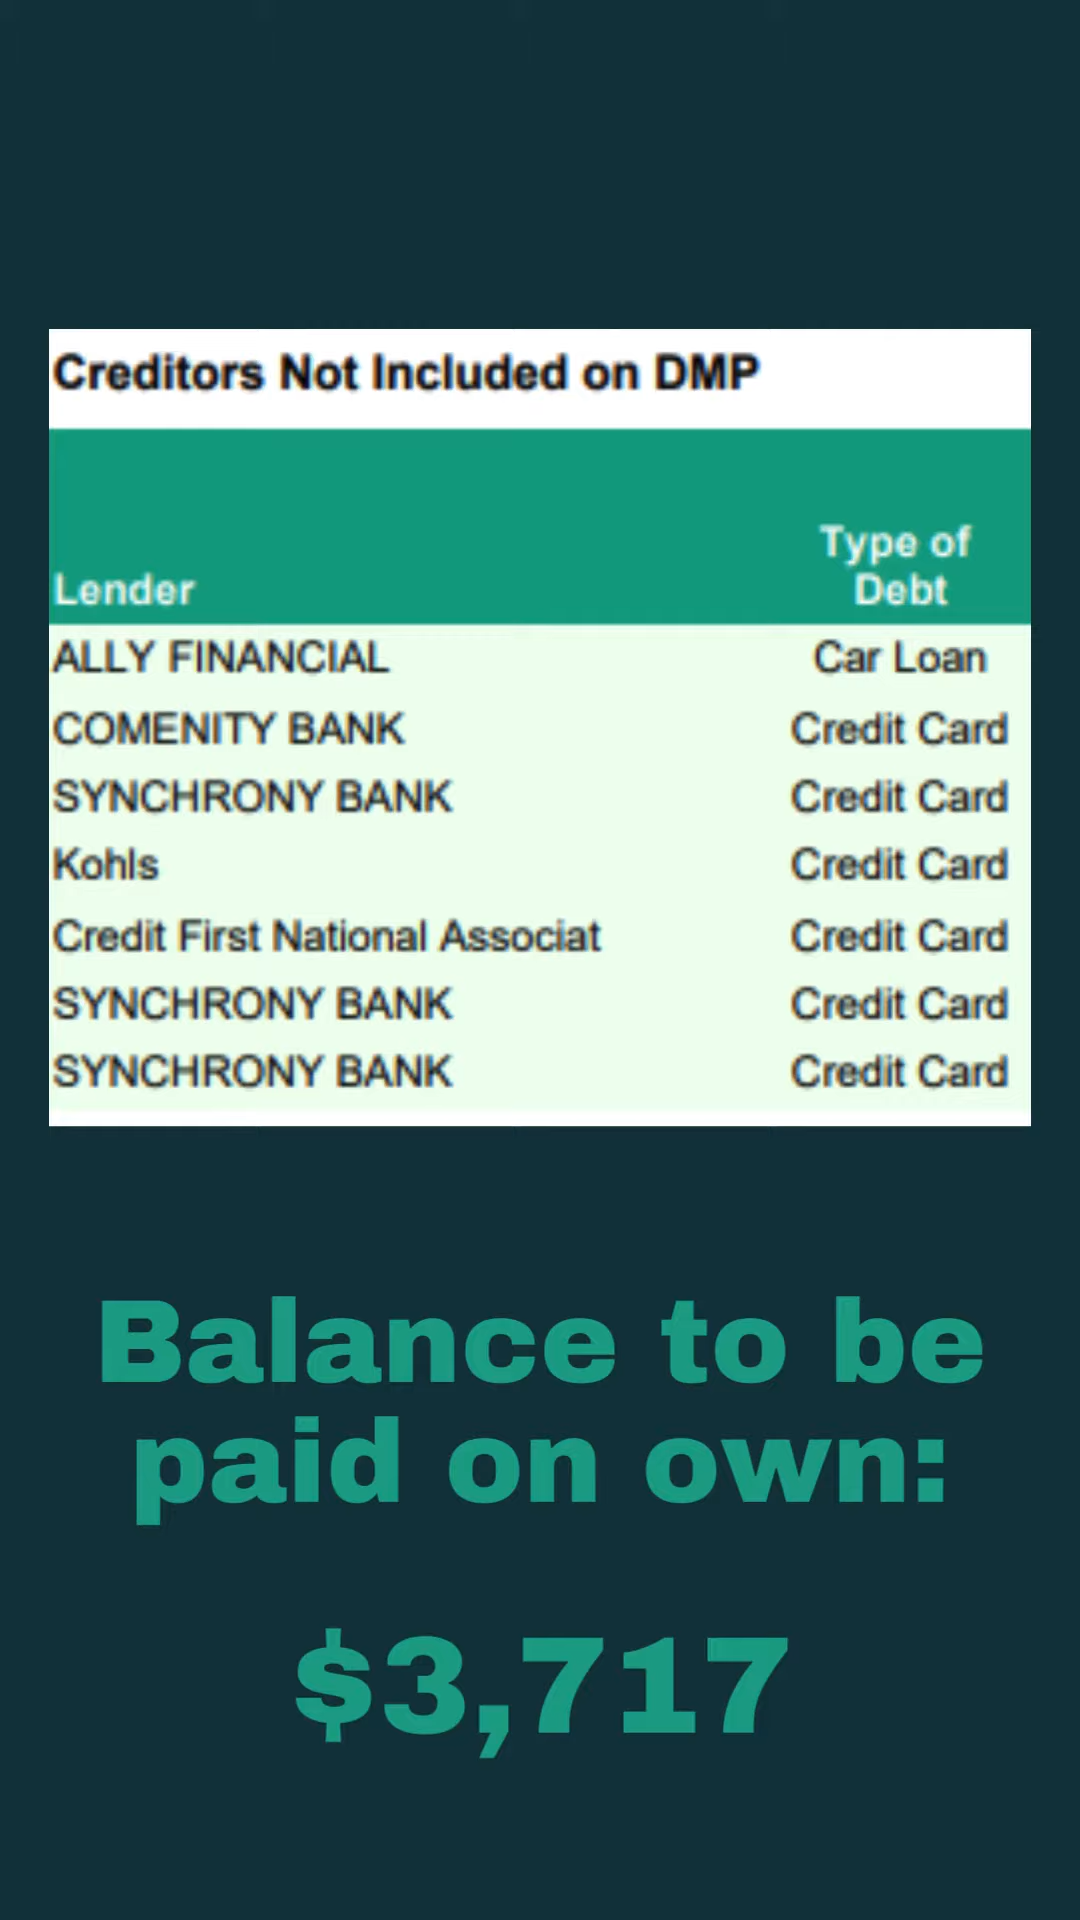 Creditors Not Included on DMP
Lender
Type of
Debt
ALLY FINANCIAL Car Loan
COMENITY BANK Credit Card
SYNCHRONY BANK Credit Card
Kohls Credit Card
Credit First National Associat Credit Card
SYNCHRONY BANK Credit Card
SYNCHRONY BANK Credit Card
Balance to be
paid on own:
$3,717